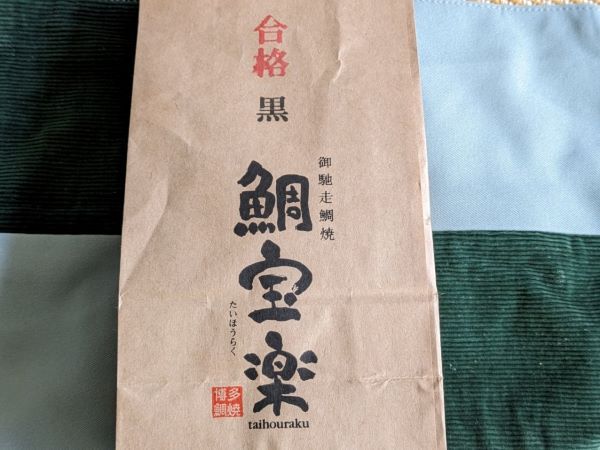 合格
黒
御馳走鯛焼
鯛宝楽
たいほうらく
博多
鯛焼
taihouraku